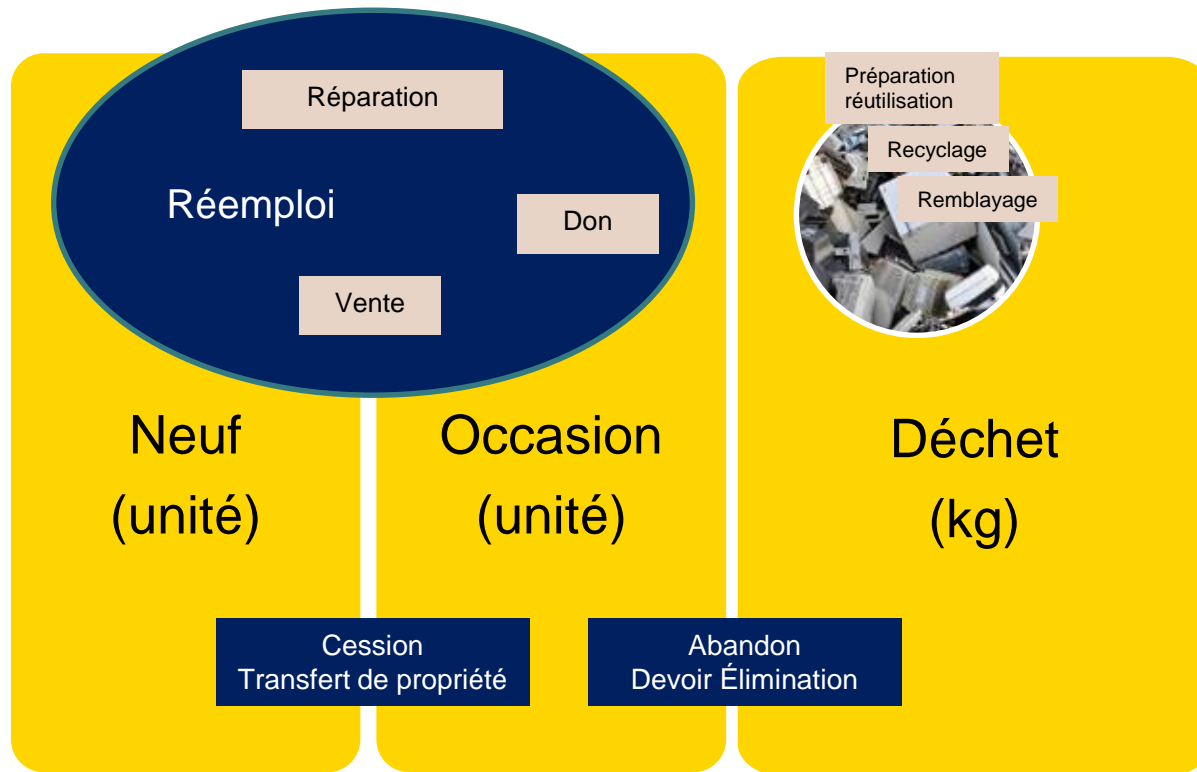 Réparation
Réemploi
Don
Vente
Préparation
réutilisation
Recyclage
Remblayage
Neuf
(unité)
Occasion
(unité)
Déchet
(kg)
Cession
Transfert de propriété
Abandon
Devoir Élimination